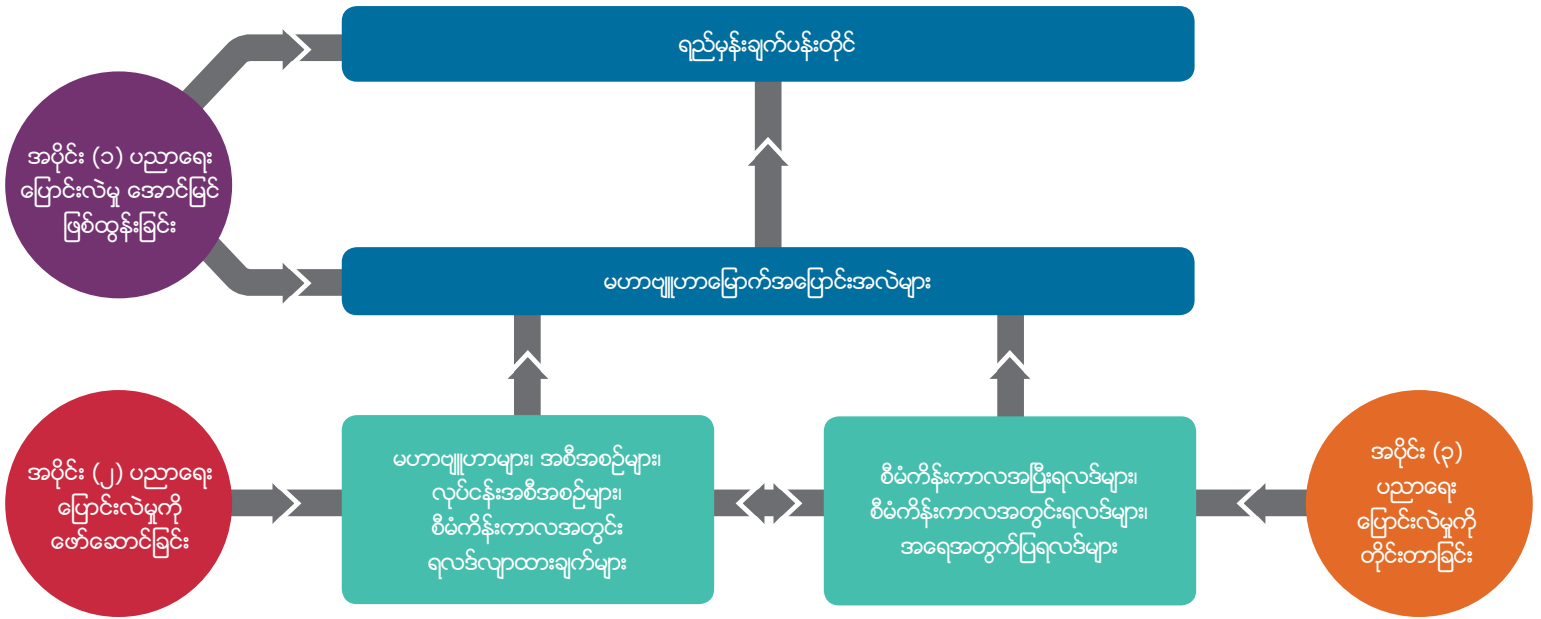 ရည်မှန်းချက်ပန်းတိုင်
အပိုင်း (၁) ပညာရေး
ပြောင်းလဲမှု အောင်မြင်
ဖြစ်ထွန်းခြင်း
မဟာဗျူဟာမြောက်အပြောင်းအလဲများ
အပိုင်း (၂) ပညာရေး
ပြောင်းလဲမှုကို
ဖော်ဆောင်ခြင်း
မဟာဗျူဟာများ၊ အစီအစဉ်များ၊
လုပ်ငန်းအစီအစဉ်များ၊
စီမံကိန်းကာလအတွင်း
ရလဒ်လျာထားချက်များ
စီမံကိန်းကာလအပြီးရလဒ်များ၊
စီမံကိန်းကာလအတွင်းရလဒ်များ၊
အရေအတွက်ပြရလဒ်များ
အပိုင်း (၃)
ပညာရေး
ပြောင်းလဲမှုကို
တိုင်းတာခြင်း